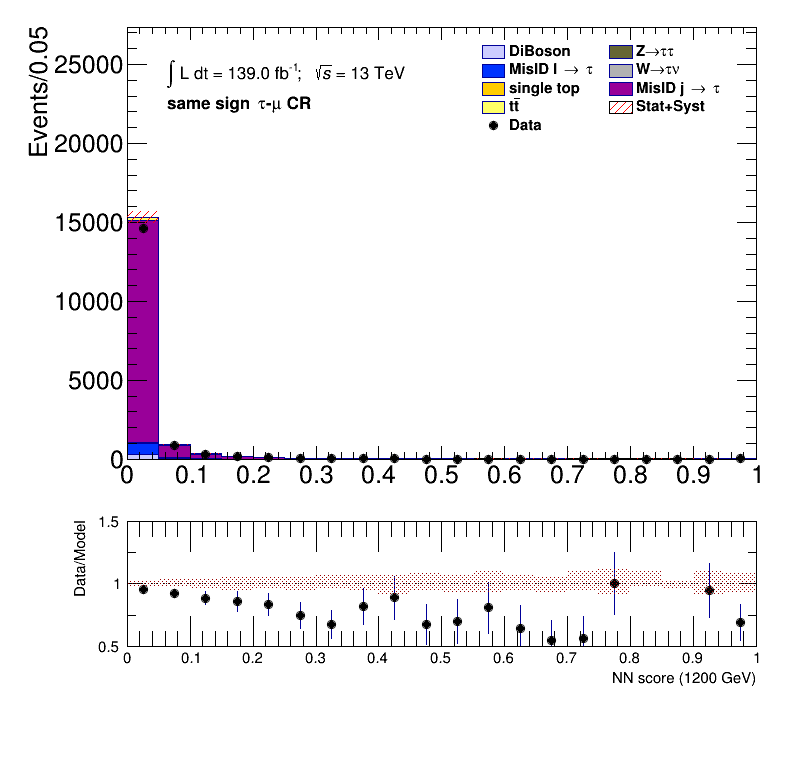 Events/0.05
25000
20000
15000
10000
5000
0
∫ L dt = 139.0 fb⁻¹; √s = 13 TeV
same sign τ-μ CR
DiBoson
MisID l → τ
single top
tt̄
Data
Z→ττ
W→τν
MisID j → τ
Stat+Syst
0 0.1 0.2 0.3 0.4 0.5 0.6 0.7 0.8 0.9 1
Data/Model
1.5
1
0.5
0 0.1 0.2 0.3 0.4 0.5 0.6 0.7 0.8 0.9 1
NN score (1200 GeV)